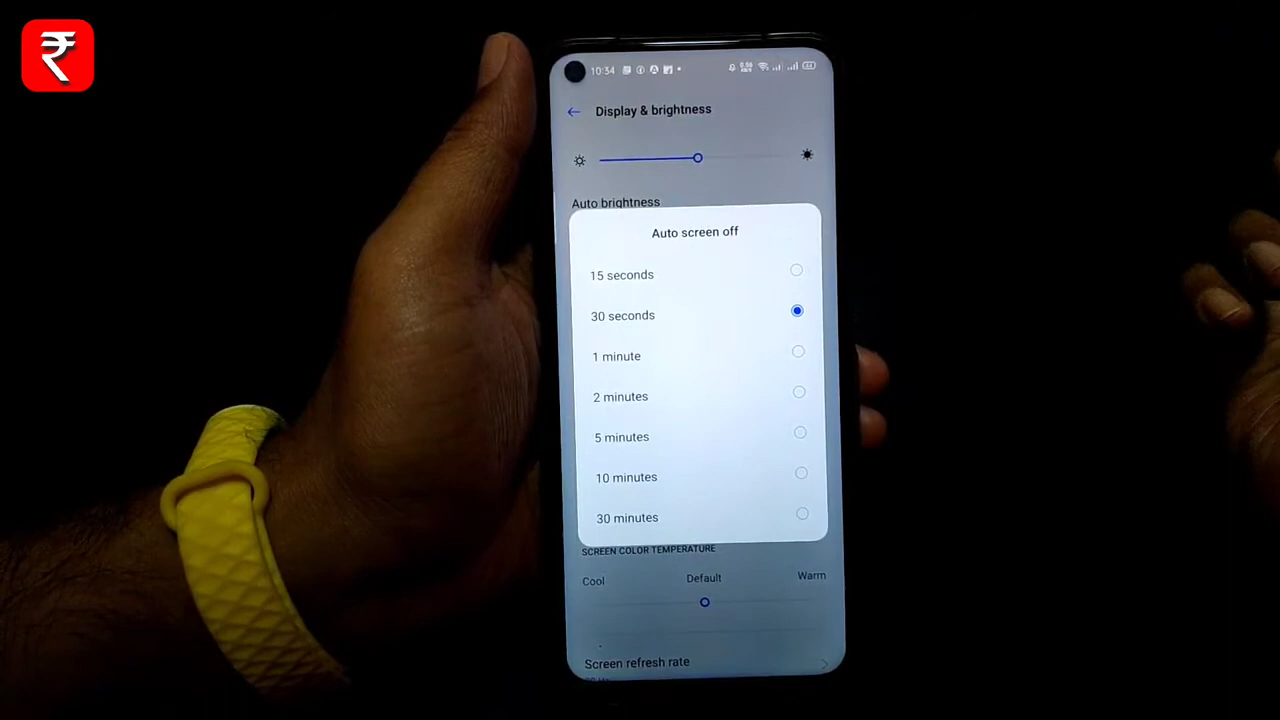 ₹
10:34
Display & brightness
Auto brightness
Auto screen off
15 seconds
30 seconds
1 minute
2 minutes
5 minutes
10 minutes
30 minutes
SCREEN COLOR TEMPERATURE
Cool
Default
Warm
Screen refresh rate